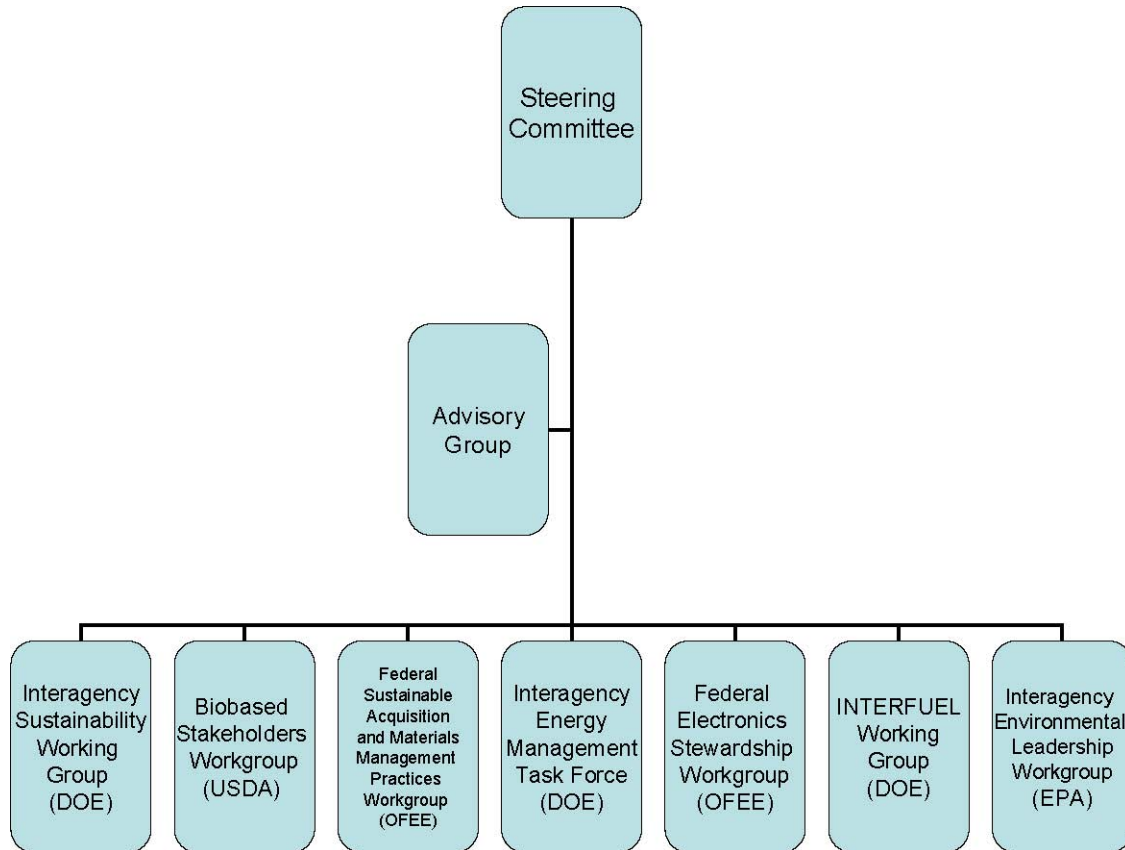 Steering
Committee
Advisory
Group
Interagency
Sustainability
Working
Group
(DOE)
Biobased
Stakeholders
Workgroup
(USDA)
Federal
Sustainable
Acquisition
and Materials
Management
Practices
Workgroup
(OFEE)
Interagency
Energy
Management
Task Force
(DOE)
Federal
Electronics
Stewardship
Workgroup
(OFEE)
INTERFUEL
Working
Group
(DOE)
Interagency
Environmental
Leadership
Workgroup
(EPA)